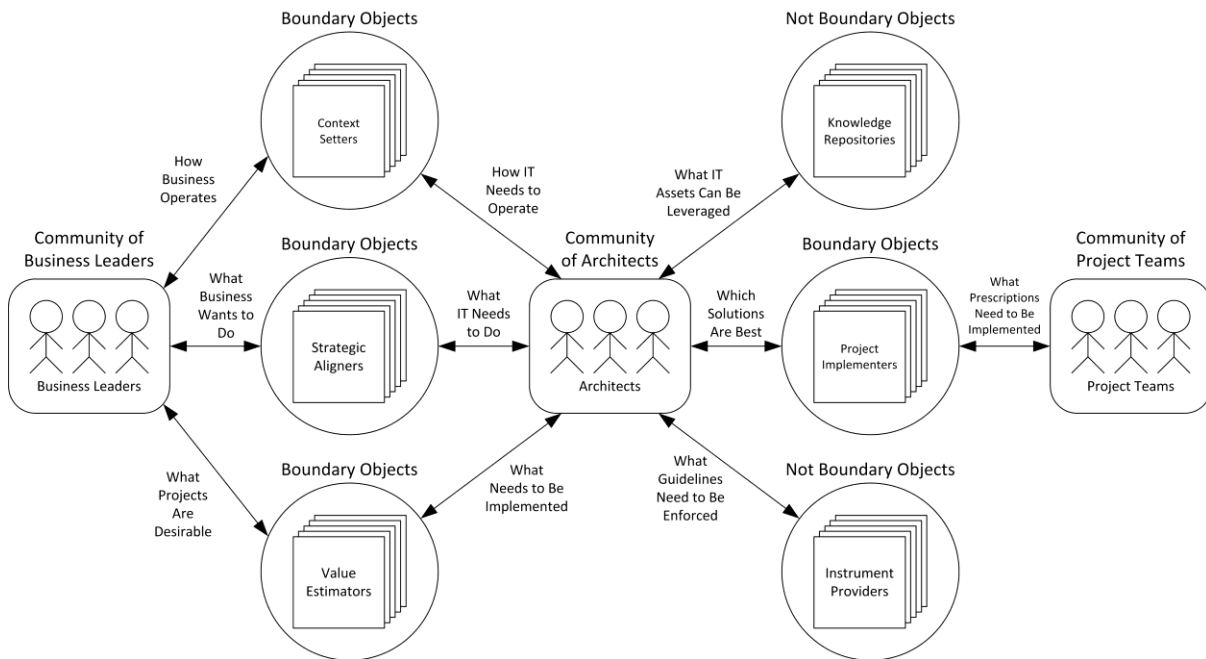 Boundary Objects
Context
Setters
Not Boundary Objects
Knowledge
Repositories
How
Business
Operates
How IT
Needs to
Operate
What IT
Assets Can Be
Leveraged
Community of
Business Leaders
Business Leaders
What
Business
Wants to
Do
Boundary Objects
Strategic
Aligners
What
IT Needs
to Do
Community
of Architects
Architects
Which
Solutions
Are Best
Boundary Objects
Project
Implementers
What
Prescriptions
Need to Be
Implemented
Community of
Project Teams
Project Teams
What
Projects
Are
Desirable
Boundary Objects
Value
Estimators
What
Needs to Be
Implemented
What
Guidelines
Need to Be
Enforced
Not Boundary Objects
Instrument
Providers